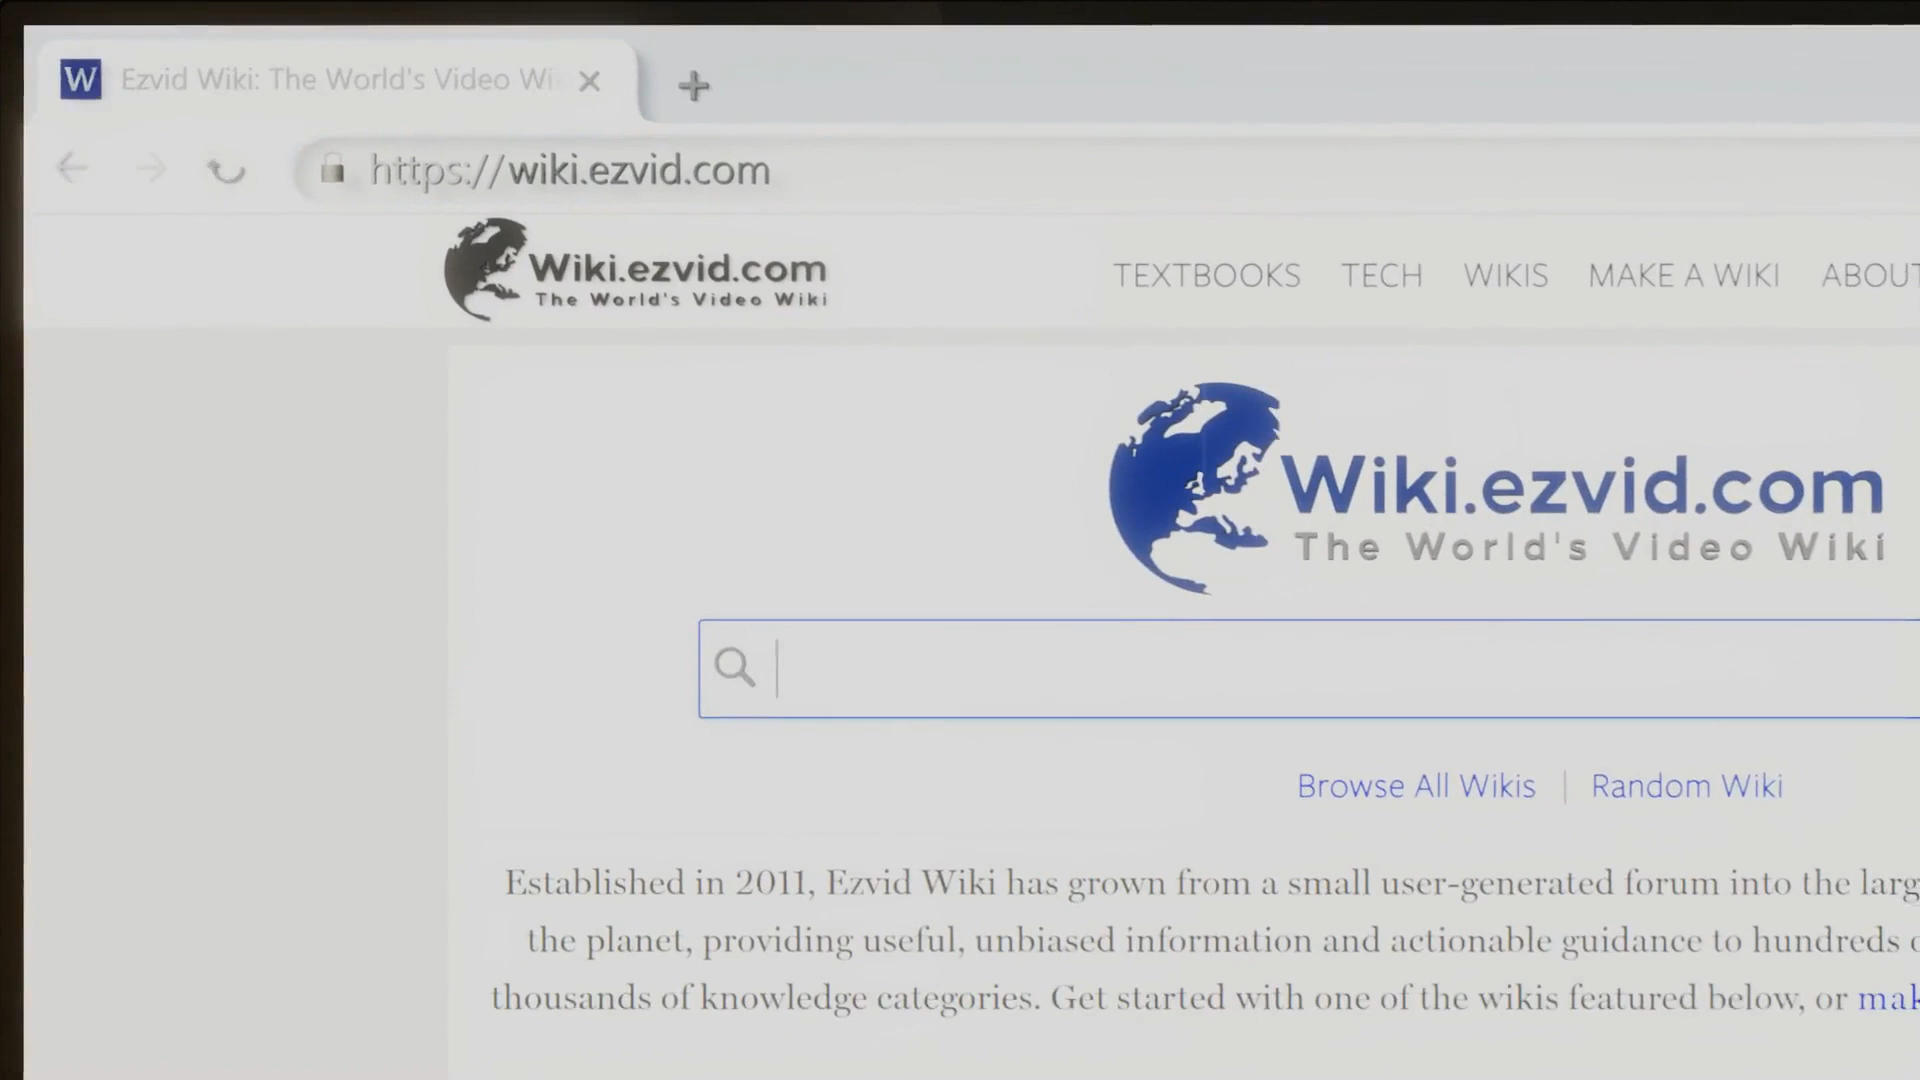 W Ezvid Wiki: The World's Video Wi
https://wiki.ezvid.com
Wiki.ezvid.com
The World's Video Wiki
TEXTBOOKS TECH WIKIS MAKE A WIKI ABOUT
Wiki.ezvid.com
The World's Video Wiki
Browse All Wikis | Random Wiki
Established in 2011, Ezvid Wiki has grown from a small user-generated forum into the larg
the planet, providing useful, unbiased information and actionable guidance to hundreds
thousands of knowledge categories. Get started with one of the wikis featured below, or mak